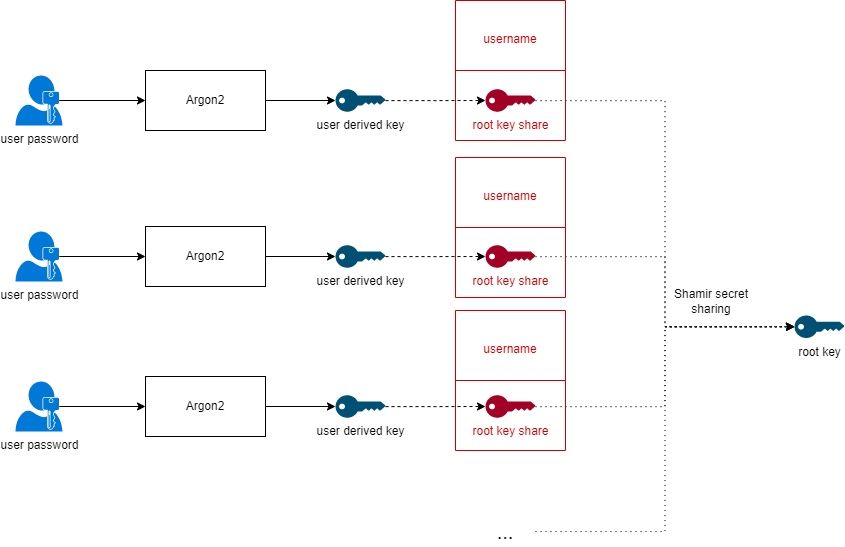 username
Argon2
user password
user derived key
root key share
username
Argon2
user password
user derived key
root key share
Shamir secret
sharing
root key
username
Argon2
user password
user derived key
root key share
...